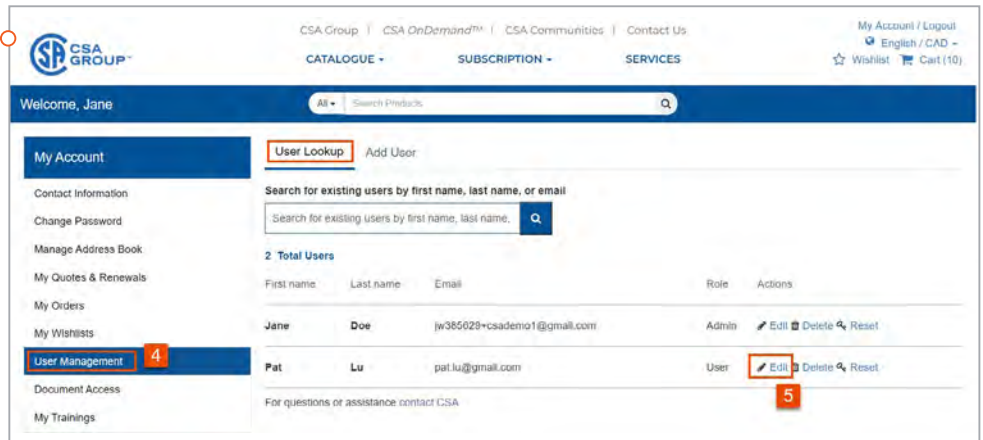 CSA Group | CSA OnDemand™ | CSA Communities | Contact Us
My Account / Logout
English / CAD
CSA GROUP™
CATALOGUE SUBSCRIPTION SERVICES
Wishlist Cart (10)
Welcome, Jane
All Search Products
My Account
User Lookup Add User
Contact Information
Search for existing users by first name, last name, or email
Change Password
Search for existing users by first name, last name,
Manage Address Book
2 Total Users
My Quotes & Renewals
First name Last name Email Role Actions
My Orders
Jane Doe jw385629+csademo1@gmail.com Admin Edit Delete Reset
My Wishlists
User Management 4
Pat Lu pat.lu@gmail.com User Edit Delete Reset
5
Document Access
For questions or assistance contact CSA
My Trainings